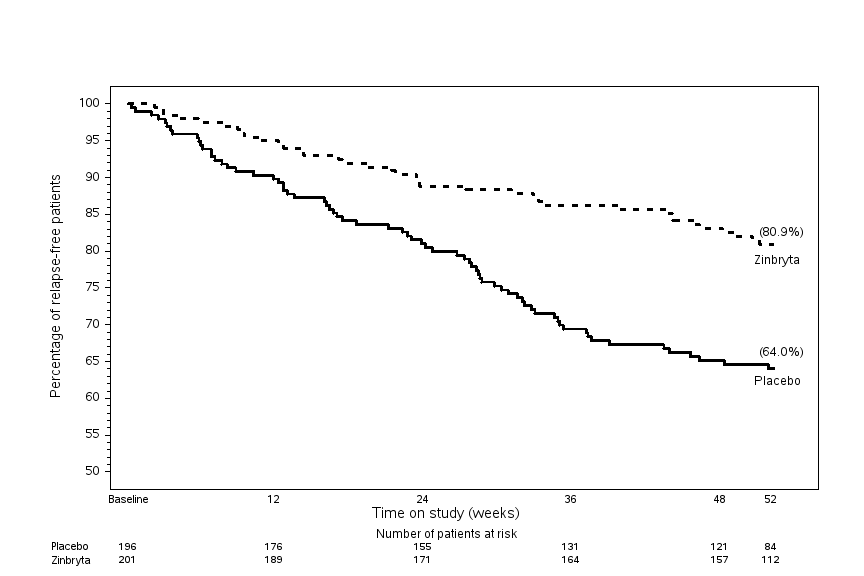 100
95
90
85
80
75
70
65
60
55
50
Percentage of relapse-free patients
(80.9%)
Zinbryta
(64.0%)
Placebo
Baseline 12 24 36 48 52
Time on study (weeks)
Number of patients at risk
Placebo 196 176 155 131 121 84
Zinbryta 201 189 171 164 157 112